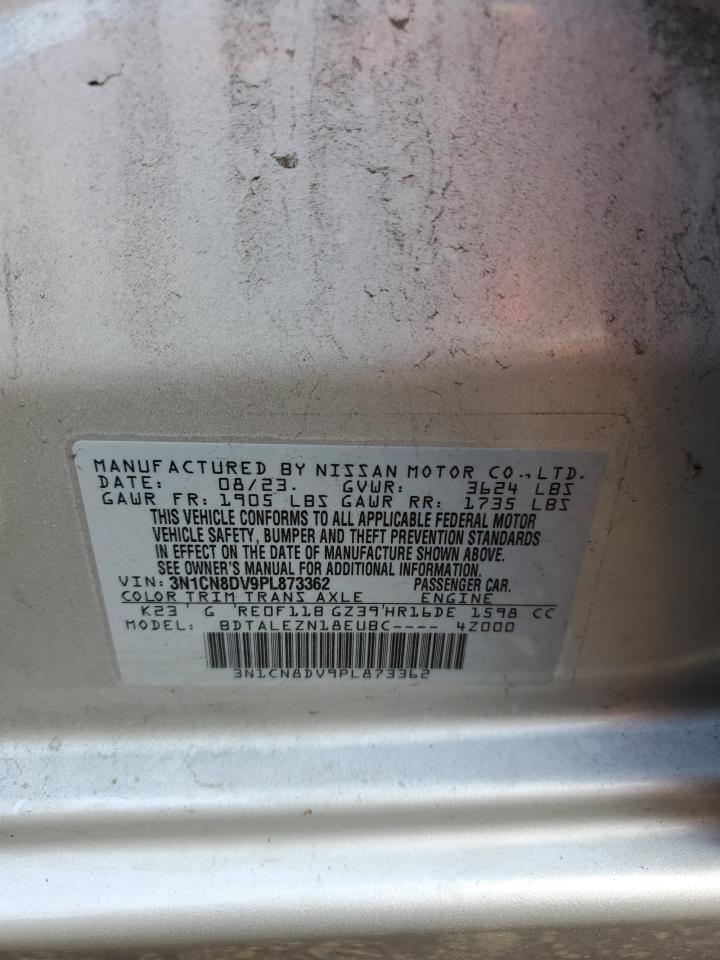 MANUFACTURED BY NISSAN MOTOR CO.,LTD.
DATE: 08/23. GVWR: 3624 LBS
GAWR FR: 1905 LBS GAWR RR: 1735 LBS
THIS VEHICLE CONFORMS TO ALL APPLICABLE FEDERAL MOTOR
VEHICLE SAFETY, BUMPER AND THEFT PREVENTION STANDARDS
IN EFFECT ON THE DATE OF MANUFACTURE SHOWN ABOVE.
SEE OWNER'S MANUAL FOR ADDITIONAL INFORMATION.
VIN: 3N1CN8DV9PL873362 PASSENGER CAR.
COLOR TRIM TRANS AXLE ENGINE
K23 ' G 'RE0F11B GZ39'HR16DE 1598 CC
MODEL: BDTALEZN18EUBC---- 4Z000
3N1CN8DV9PL873362